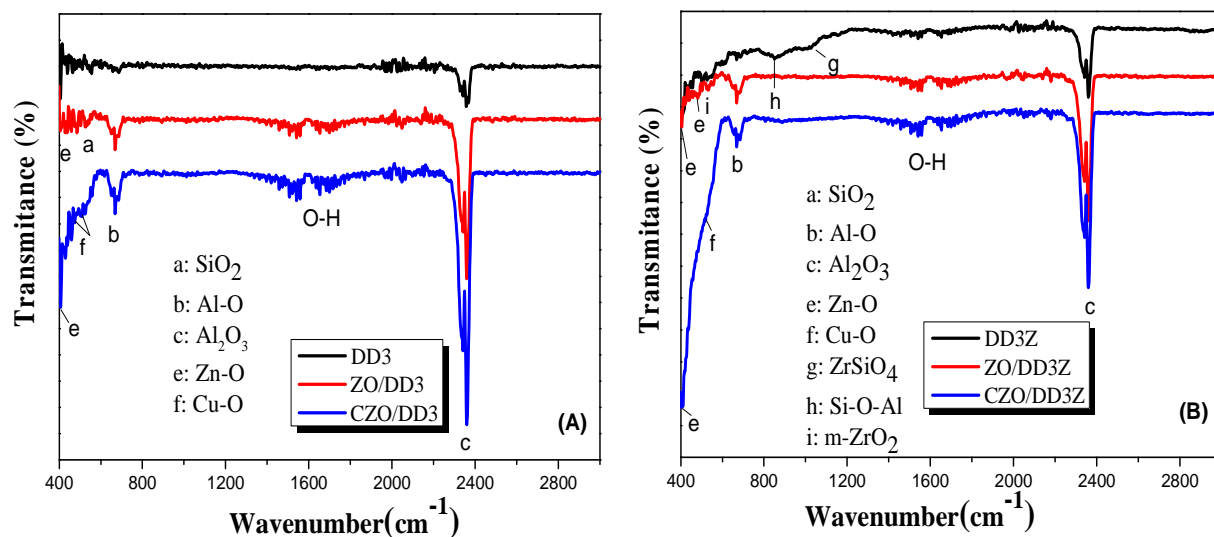 Transmitance (%)
e
a
f
b
O-H
e
c
a: SiO2
b: Al-O
c: Al2O3
e: Zn-O
f: Cu-O
DD3
ZO/DD3
CZO/DD3
(A)
400 800 1200 1600 2000 2400 2800
Wavenumber(cm-1)
Transmitance (%)
g
h
i
e
e
b
O-H
f
c
e
a: SiO2
b: Al-O
c: Al2O3
e: Zn-O
f: Cu-O
g: ZrSiO4
h: Si-O-Al
i: m-ZrO2
DD3Z
ZO/DD3Z
CZO/DD3Z
(B)
400 800 1200 1600 2000 2400 2800
Wavenumber(cm-1)